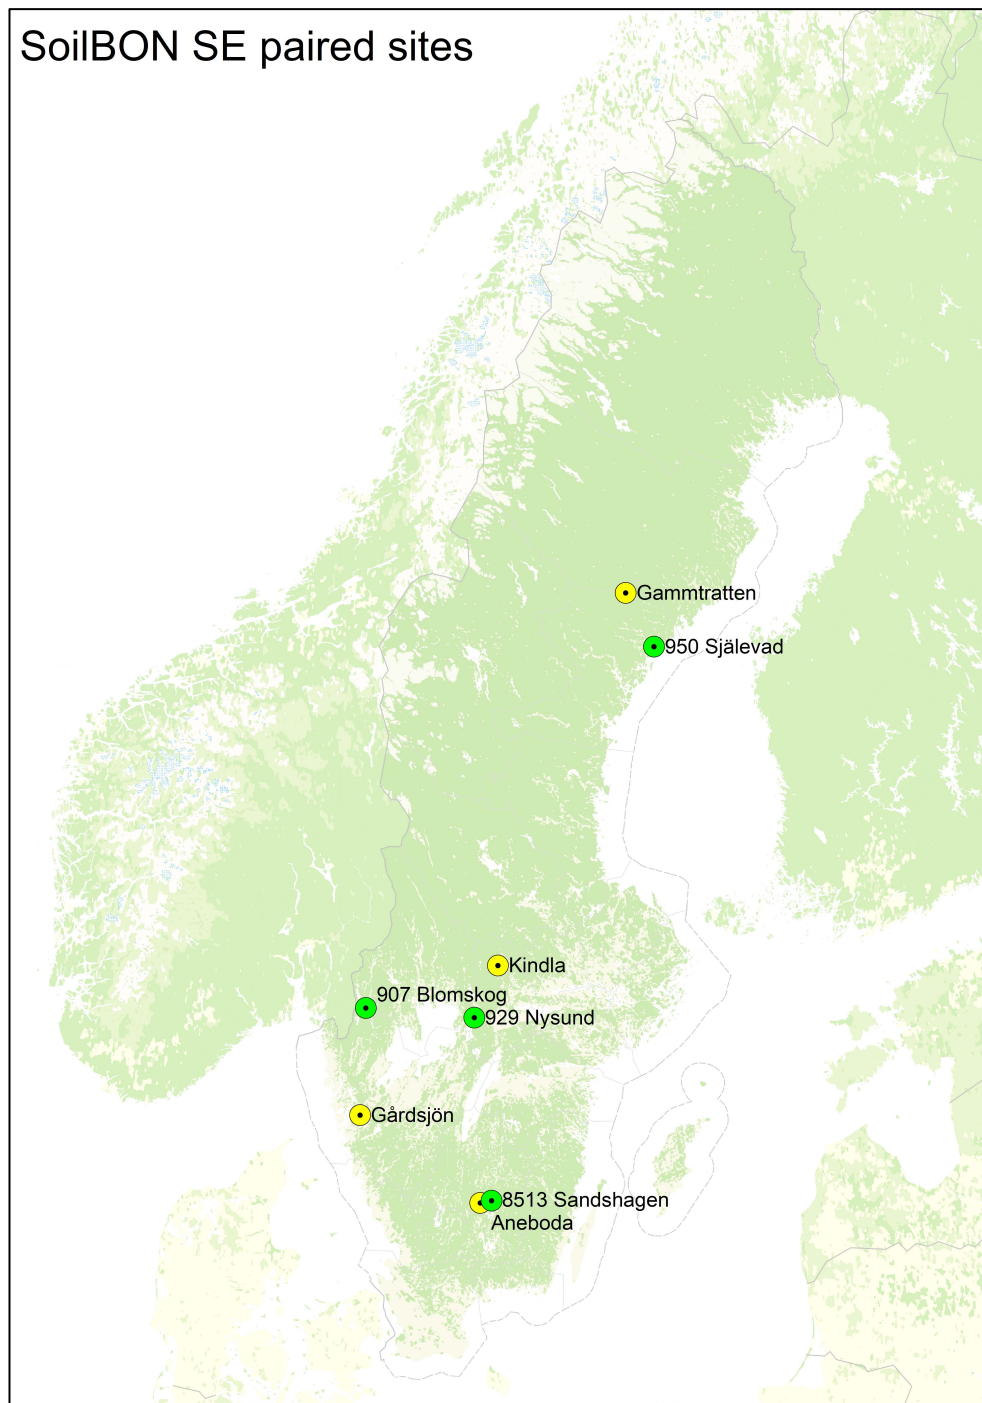 SoilBON SE paired sites
Gammtratten
950 Själevad
Kindla
907 Blomskog
929 Nysund
Gårdsjön
8513 Sandshagen
Aneboda